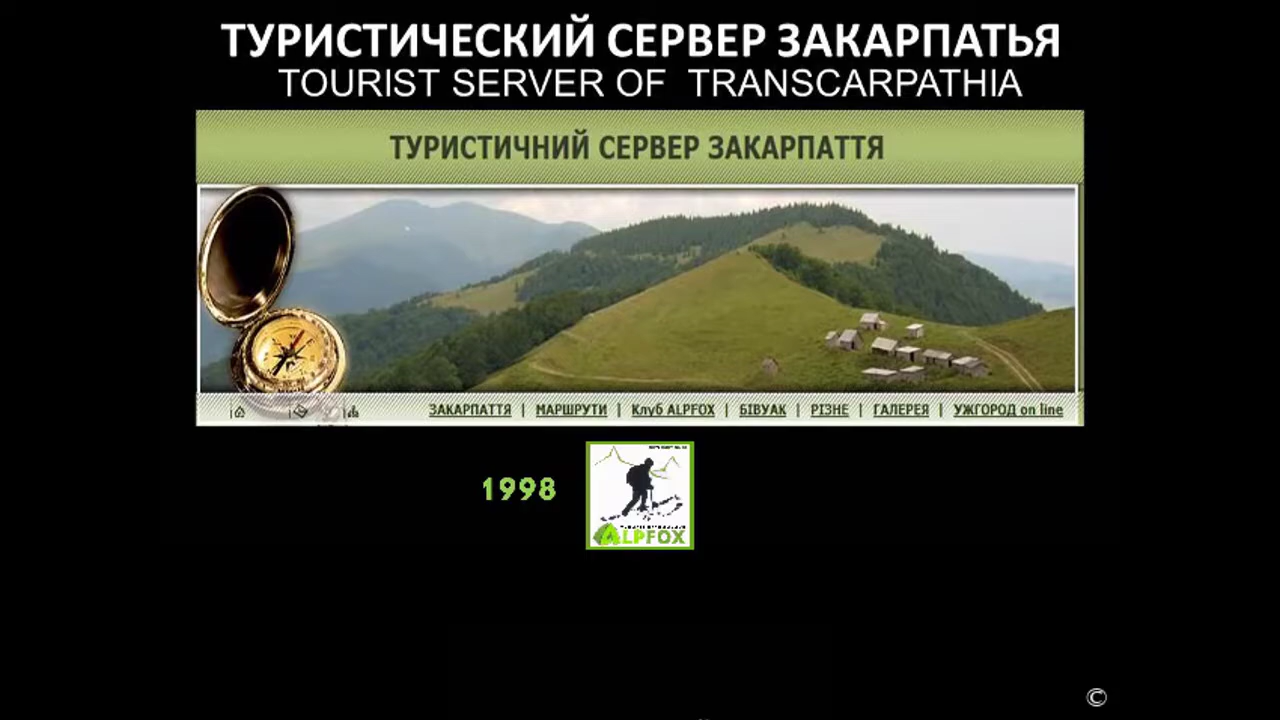 ТУРИСТИЧЕСКИЙ СЕРВЕР ЗАКАРПАТЬЯ
TOURIST SERVER OF TRANSCARPATHIA
ТУРИСТИЧНИЙ СЕРВЕР ЗАКАРПАТТЯ
ЗАКАРПАТТЯ | МАРШРУТИ | Клуб ALPFOX | БІВУАК | РІЗНЕ | ГАЛЕРЕЯ | УЖГОРОД on line
1998
ALPFOX
©